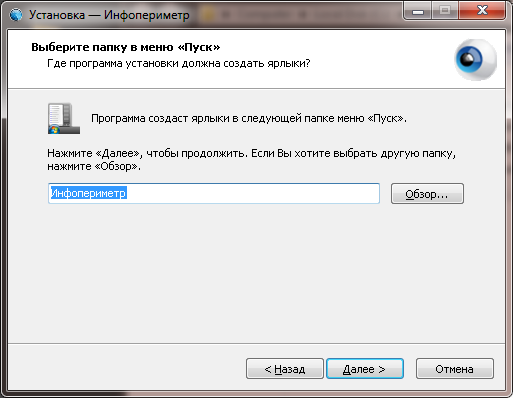 Установка — Инфопериметр
Выберите папку в меню «Пуск»
Где программа установки должна создать ярлыки?
Программа создаст ярлыки в следующей папке меню «Пуск».
Нажмите «Далее», чтобы продолжить. Если Вы хотите выбрать другую папку,
нажмите «Обзор».
Инфопериметр
Обзор...
< Назад
Далее >
Отмена